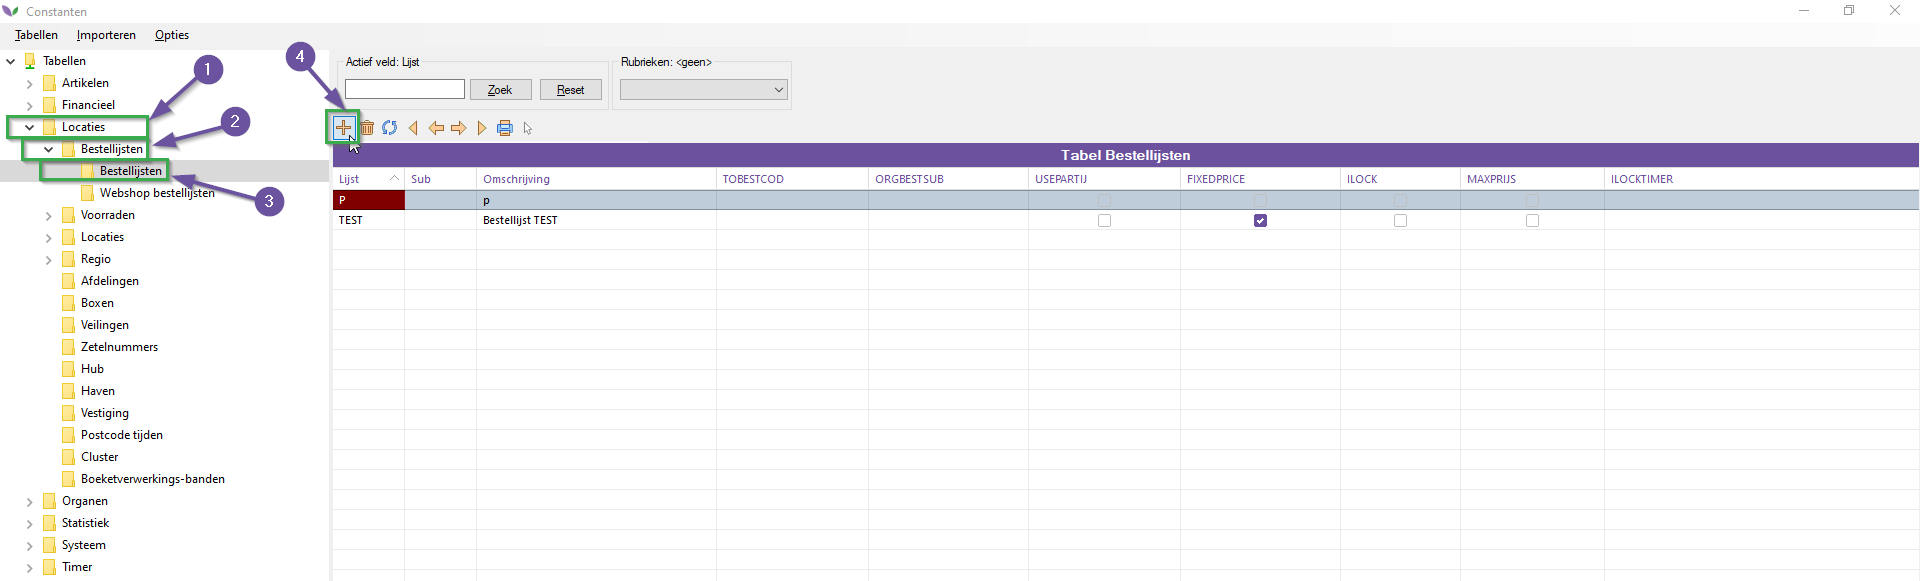 Constanten
Tabellen Importeren Opties
Tabellen
Artikelen
Financieel
Locaties
Bestellijsten
Bestellijsten
Webshop bestellijsten
Voorraden
Locaties
Regio
Afdelingen
Boxen
Veilingen
Zetelnummers
Hub
Haven
Vestiging
Postcode tijden
Cluster
Boeketverwerkings-banden
Organen
Statistiek
Systeem
Timer
1
2
3
4
Actief veld: Lijst
Zoek Reset
Rubrieken: <geen>
Tabel Bestellijsten
Lijst Sub Omschrijving TOBESTCOD ORGBESTSUB USEPARTIJ FIXEDPRICE ILOCK MAXPRIJS ILOCKTIMER
P p
TEST Bestellijst TEST